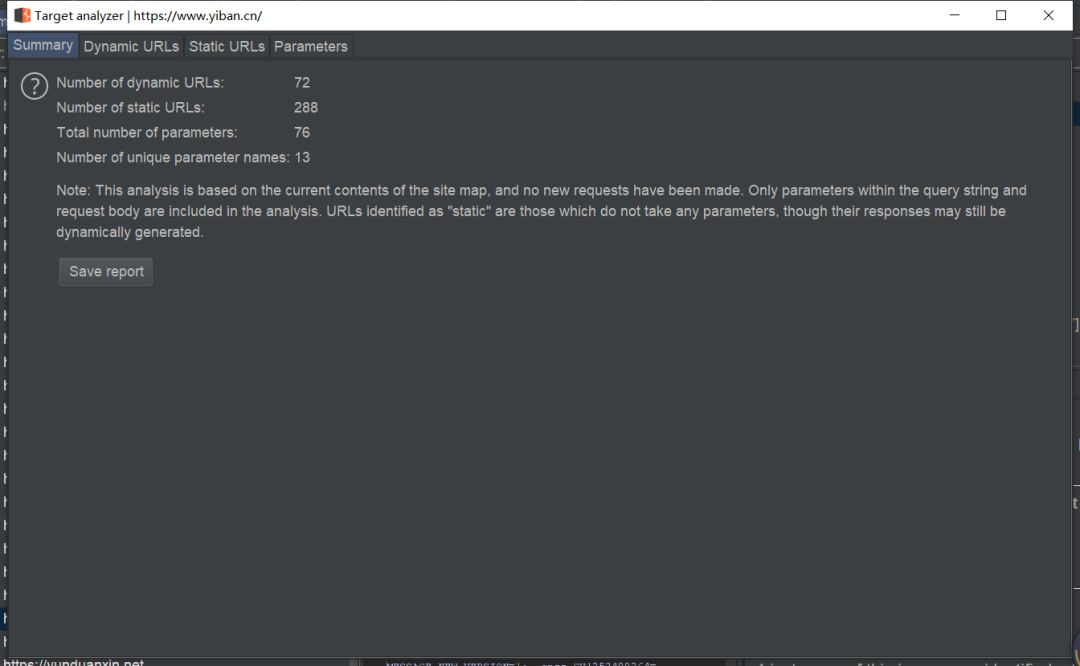 Target analyzer | https://www.yiban.cn/
Summary Dynamic URLs Static URLs Parameters
Number of dynamic URLs: 72
Number of static URLs: 288
Total number of parameters: 76
Number of unique parameter names: 13
Note: This analysis is based on the current contents of the site map, and no new requests have been made. Only parameters within the query string and
request body are included in the analysis. URLs identified as "static" are those which do not take any parameters, though their responses may still be
dynamically generated.
Save report
https://yunduanxin.net